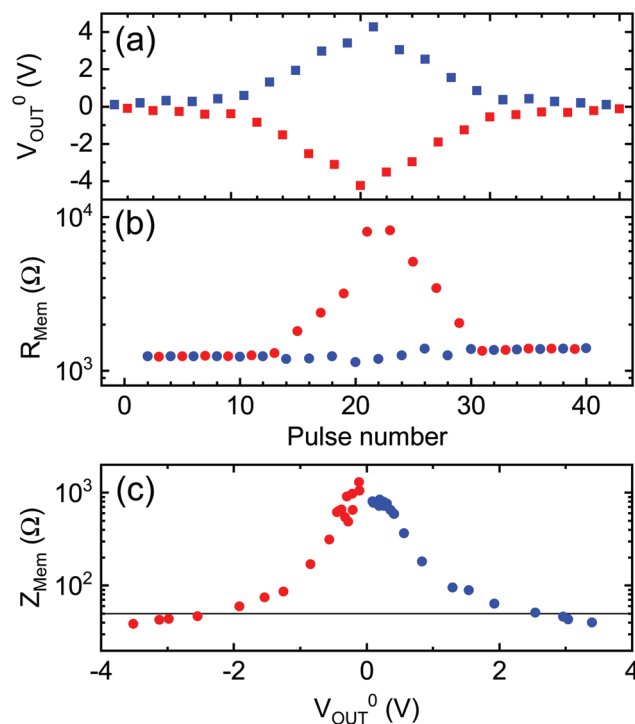 (a)
V_OUT^0 (V)
4
2
0
-2
-4
(b)
R_Mem (Ω)
10^4
10^3
0 10 20 30 40
Pulse number
(c)
Z_Mem (Ω)
10^3
10^2
-4 -2 0 2 4
V_OUT^0 (V)